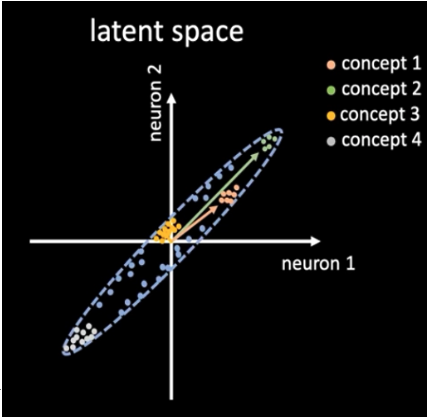 latent space
neuron 2
concept 1
concept 2
concept 3
concept 4
neuron 1